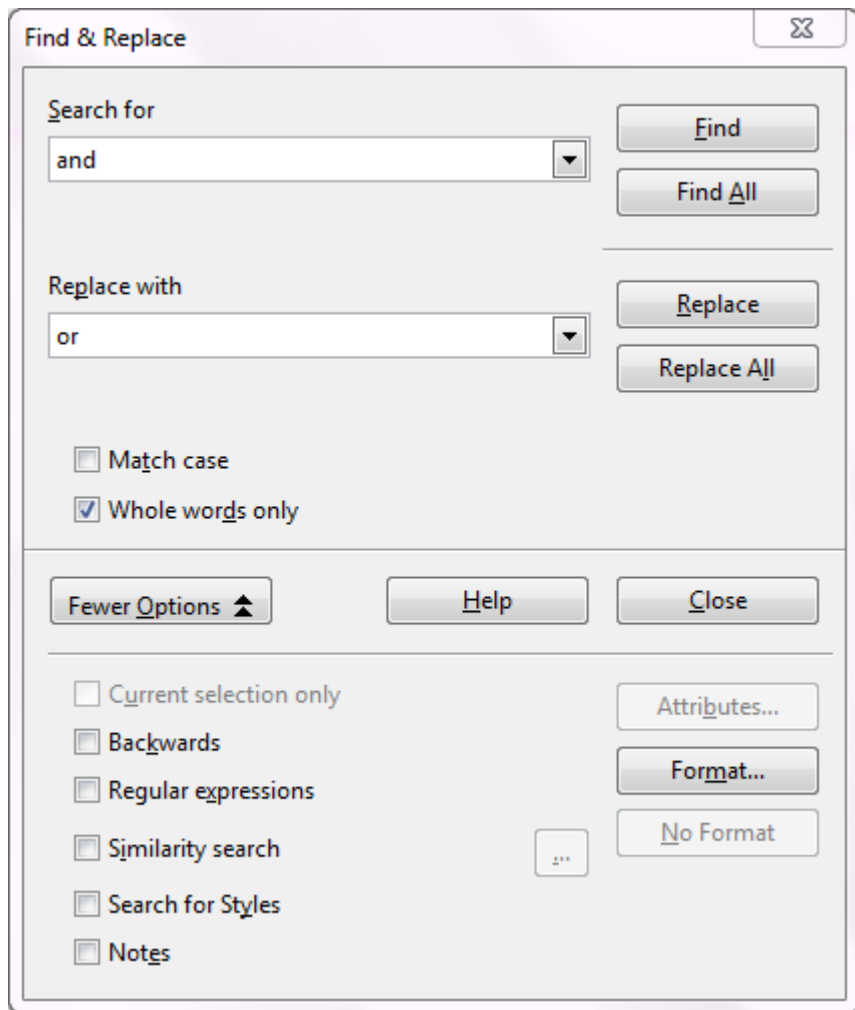 Find & Replace
Search for
Find
and
Find All
Replace with
Replace
or
Replace All
Match case
Whole words only
Fewer Options
Help
Close
Current selection only
Attributes...
Backwards
Format...
Regular expressions
No Format
Similarity search
...
Search for Styles
Notes